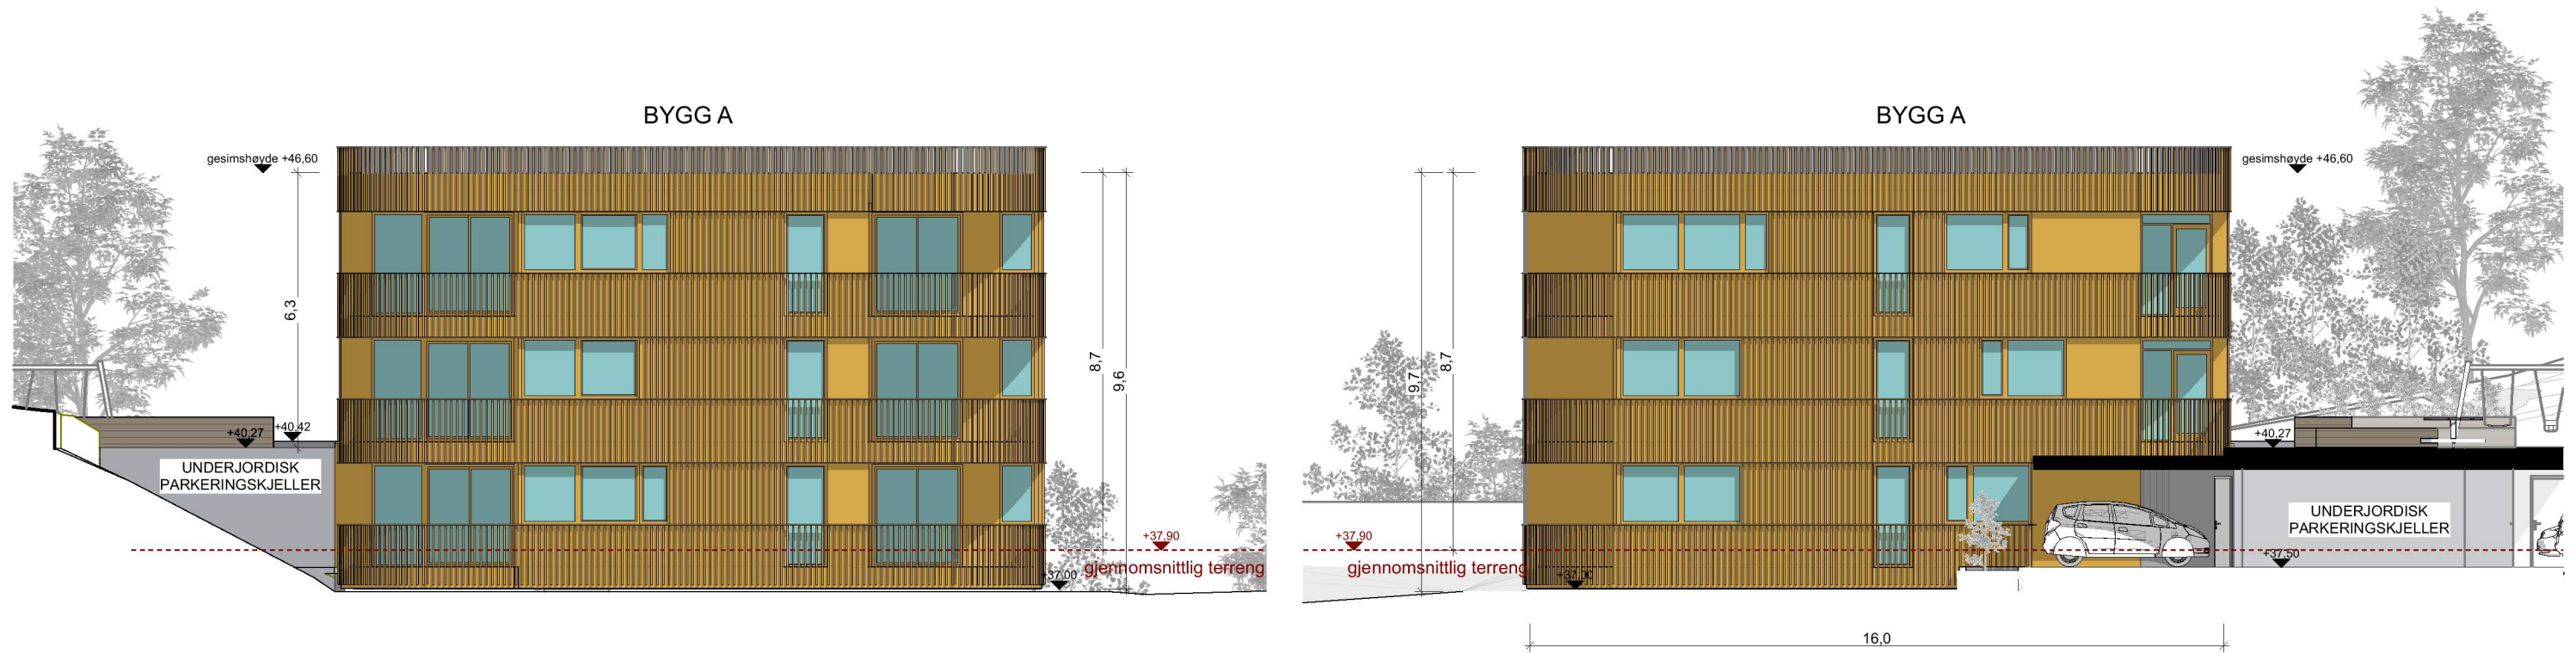 BYGG A
gesimshøyde +46,60
6,3
8,7
9,6
+40,27
+40,42
UNDERJORDISK
PARKERINGSKJELLER
+37,90
gjennomsnittlig terreng
+37,00
BYGG A
gesimshøyde +46,60
9,7
8,7
+40,27
UNDERJORDISK
PARKERINGSKJELLER
+37,90
gjennomsnittlig terreng
+37,00
+37,50
16,0